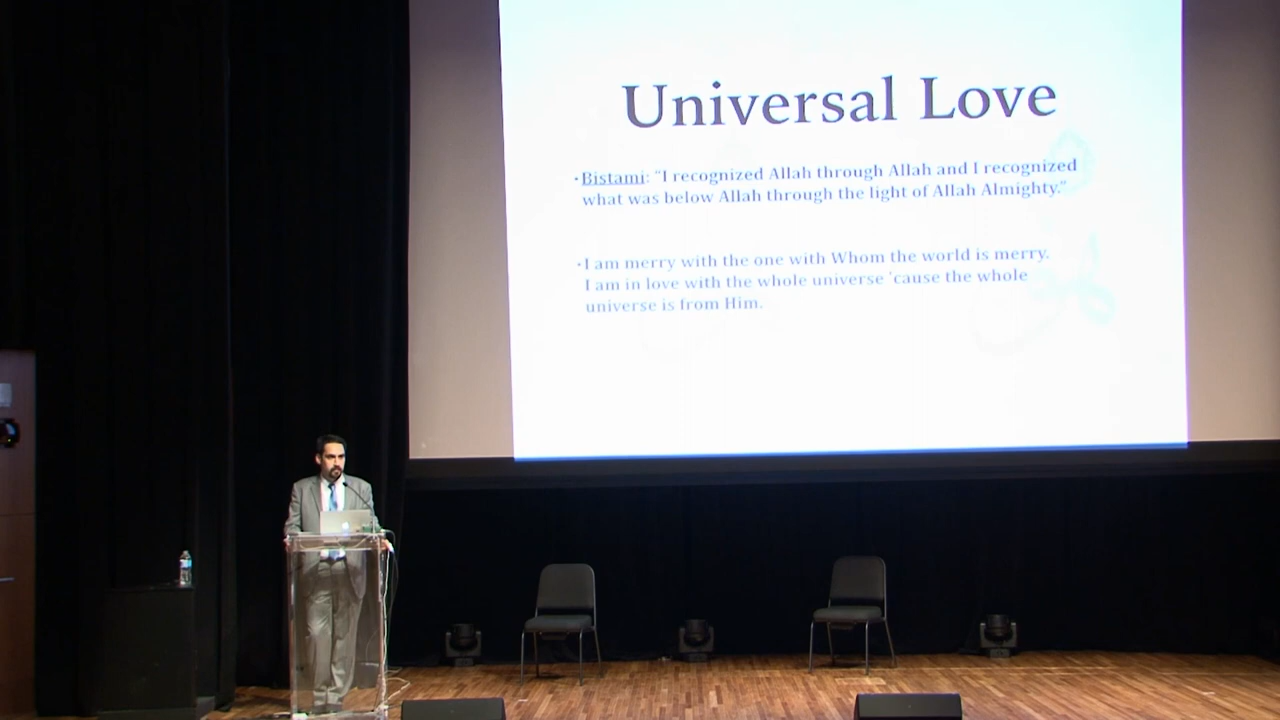 Universal Love
•Bistami: “I recognized Allah through Allah and I recognized
what was below Allah through the light of Allah Almighty.”
•I am merry with the one with Whom the world is merry.
I am in love with the whole universe ‘cause the whole
universe is from Him.